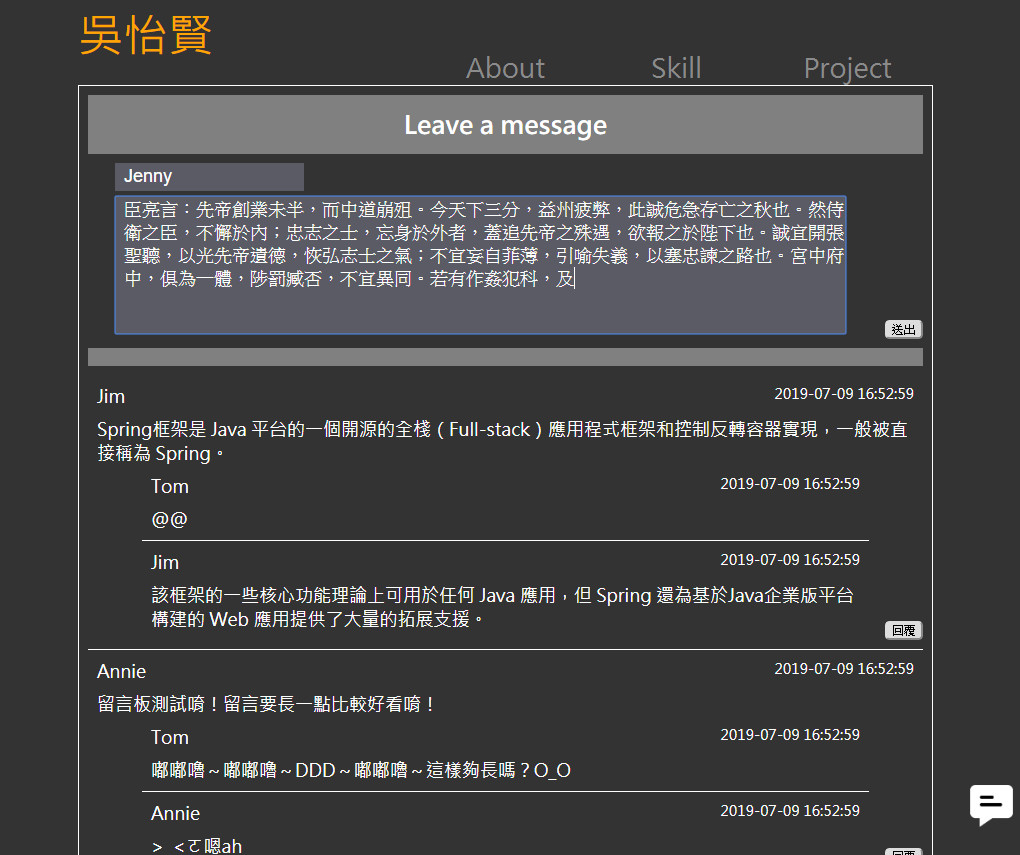 吳怡賢
About Skill Project
Leave a message
Jenny
臣亮言：先帝創業未半，而中道崩殂。今天下三分，益州疲弊，此誠危急存亡之秋也。然侍
衛之臣，不懈於內；忠志之士，忘身於外者，蓋追先帝之殊遇，欲報之於陛下也。誠宜開張
聖聽，以光先帝遺德，恢弘志士之氣；不宜妄自菲薄，引喻失義，以塞忠諫之路也。宮中府
中，俱為一體，陟罰臧否，不宜異同。若有作姦犯科，及
送出
Jim 2019-07-09 16:52:59
Spring框架是 Java 平台的一個開源的全棧（Full-stack）應用程式框架和控制反轉容器實現，一般被直
接稱為 Spring。
Tom 2019-07-09 16:52:59
@@
Jim 2019-07-09 16:52:59
該框架的一些核心功能理論上可用於任何 Java 應用，但 Spring 還為基於Java企業版平台
構建的 Web 應用提供了大量的拓展支援。
回覆
Annie 2019-07-09 16:52:59
留言板測試唷！留言要長一點比較好看唷！
Tom 2019-07-09 16:52:59
嘟嘟嚕～嘟嘟嚕～DDD～嘟嘟嚕～這樣夠長嗎？O_O
Annie 2019-07-09 16:52:59
> <ㄛ嗯ah
回覆